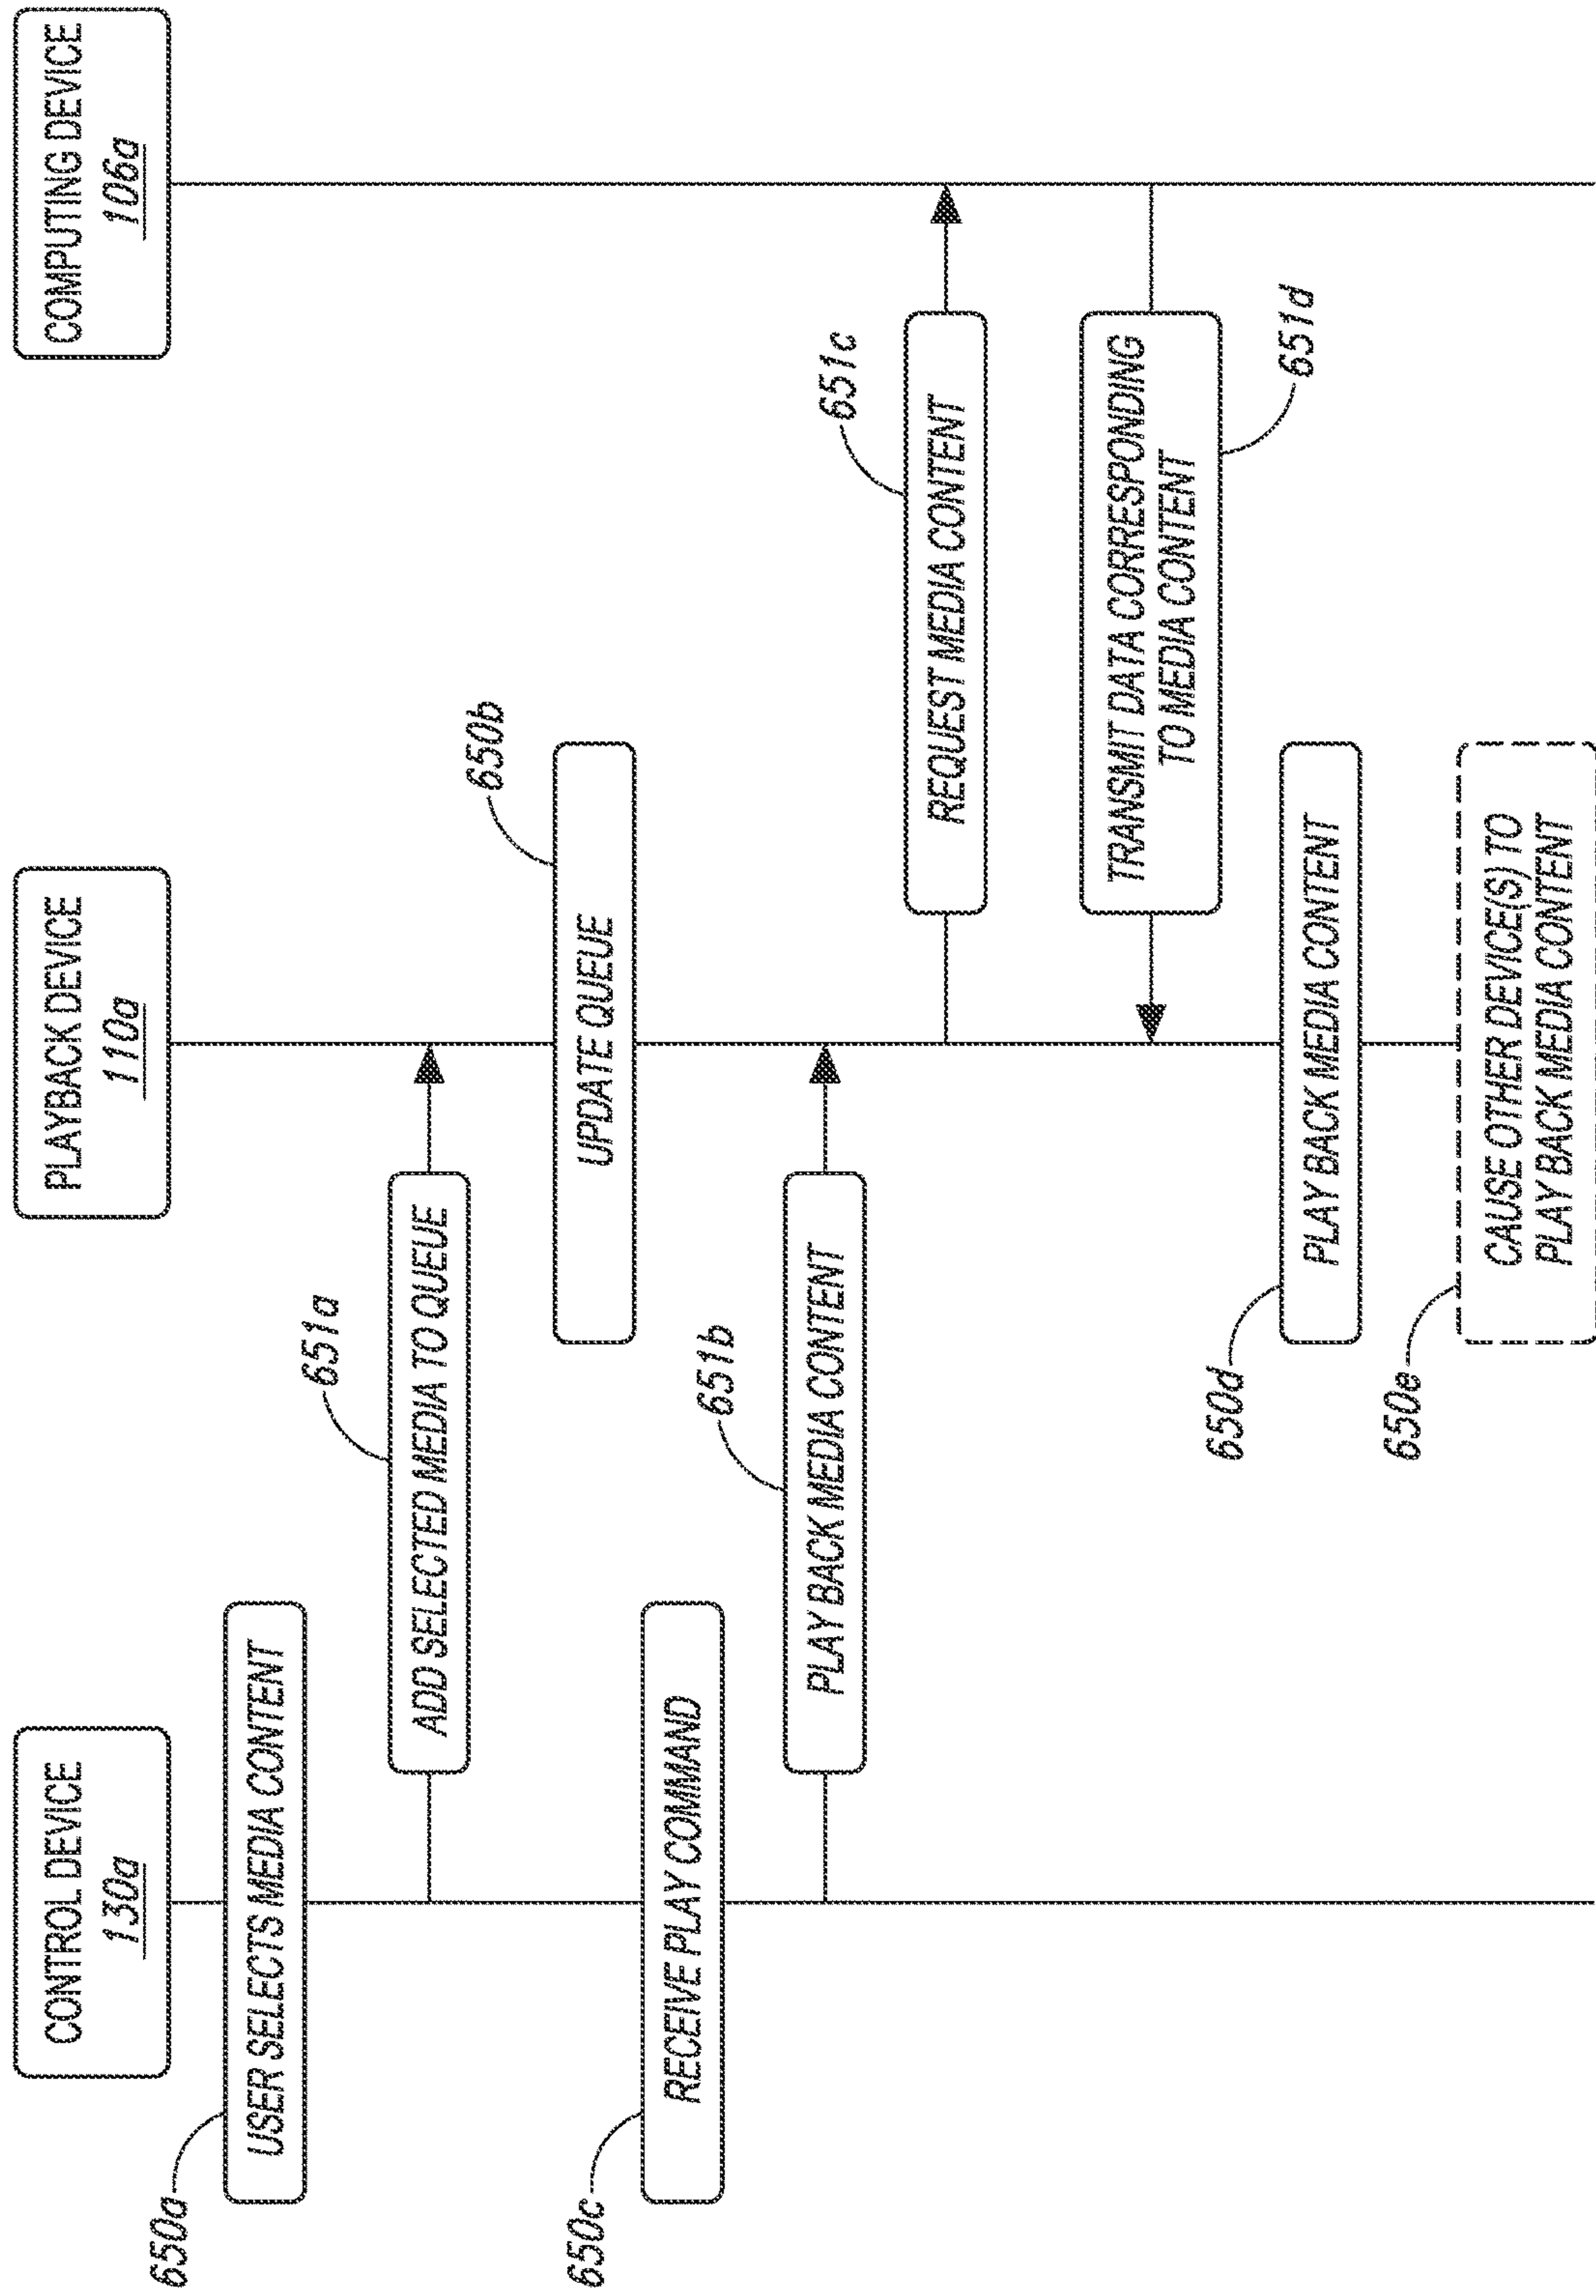 CONTROL DEVICE
130a
PLAYBACK DEVICE
110a
COMPUTING DEVICE
106a
650a
USER SELECTS MEDIA CONTENT
651a
ADD SELECTED MEDIA TO QUEUE
650b
UPDATE QUEUE
650c
RECEIVE PLAY COMMAND
651b
PLAY BACK MEDIA CONTENT
651c
REQUEST MEDIA CONTENT
TRANSMIT DATA CORRESPONDING
TO MEDIA CONTENT
651d
650d
PLAY BACK MEDIA CONTENT
650e
CAUSE OTHER DEVICE(S) TO
PLAY BACK MEDIA CONTENT